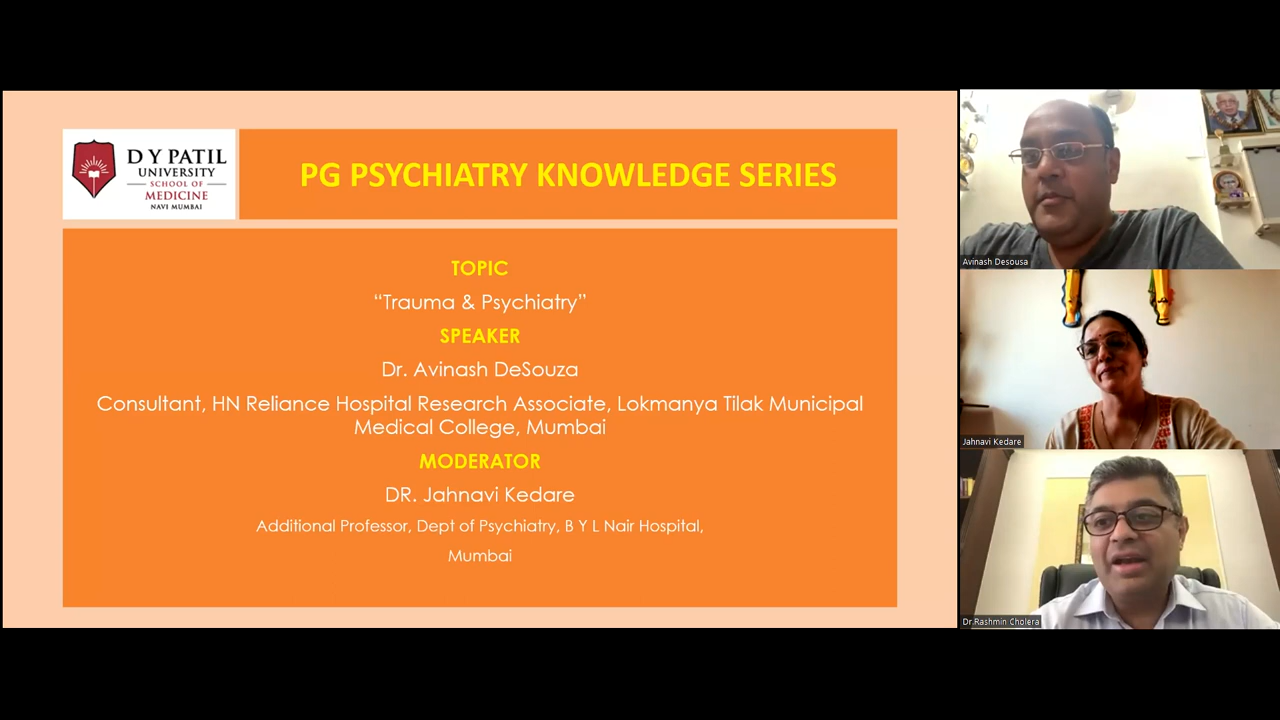 D Y PATIL
UNIVERSITY
SCHOOL OF
MEDICINE
NAVI MUMBAI
PG PSYCHIATRY KNOWLEDGE SERIES
TOPIC
“Trauma & Psychiatry”
SPEAKER
Dr. Avinash DeSouza
Consultant, HN Reliance Hospital Research Associate, Lokmanya Tilak Municipal
Medical College, Mumbai
MODERATOR
DR. Jahnavi Kedare
Additional Professor, Dept of Psychiatry, B Y L Nair Hospital,
Mumbai
Avinash Desousa
Jahnavi Kedare
Dr.Rashmin Cholera